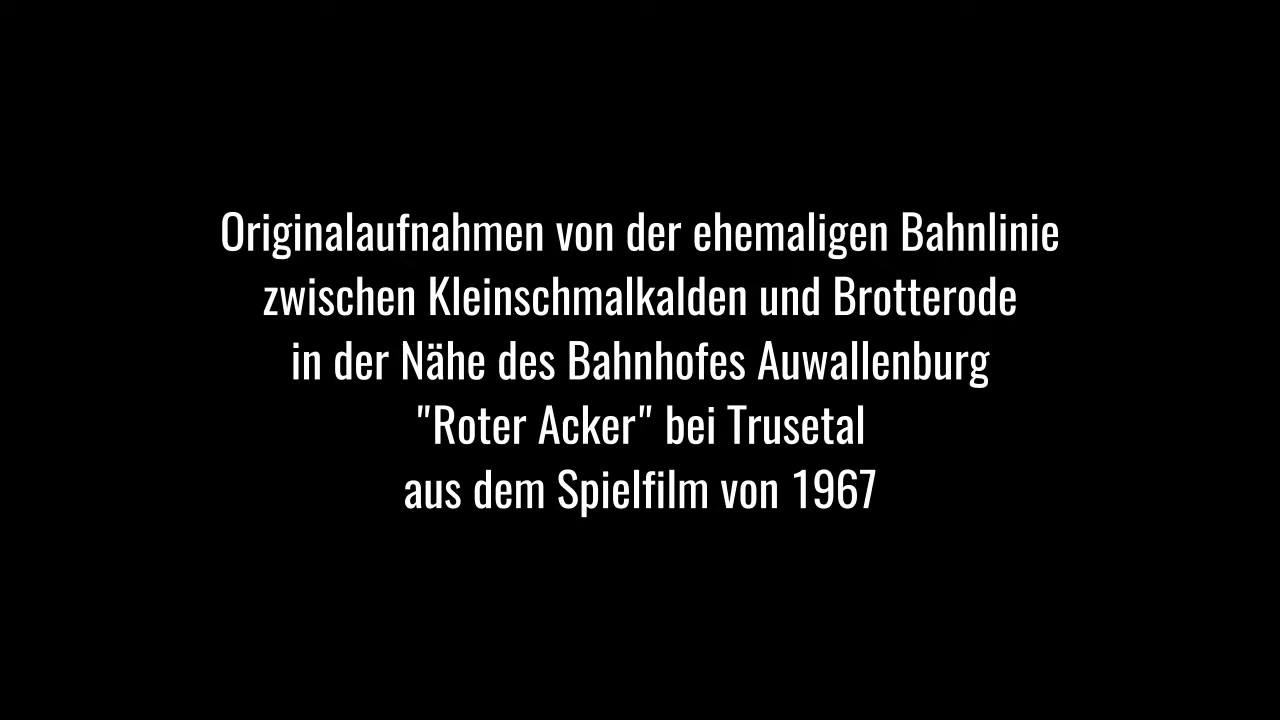 Originalaufnahmen von der ehemaligen Bahnlinie
zwischen Kleinschmalkalden und Brotterode
in der Nähe des Bahnhofes Auwallenburg
"Roter Acker" bei Trusetal
aus dem Spielfilm von 1967